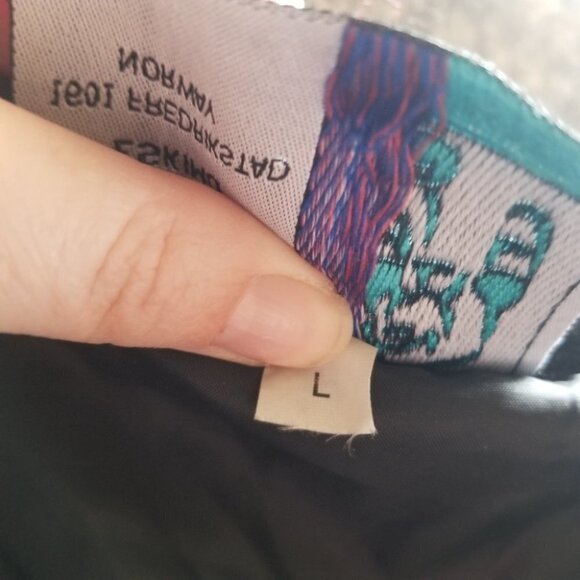 ESKIMO
1601 FREDRIKSTAD
NORWAY
L